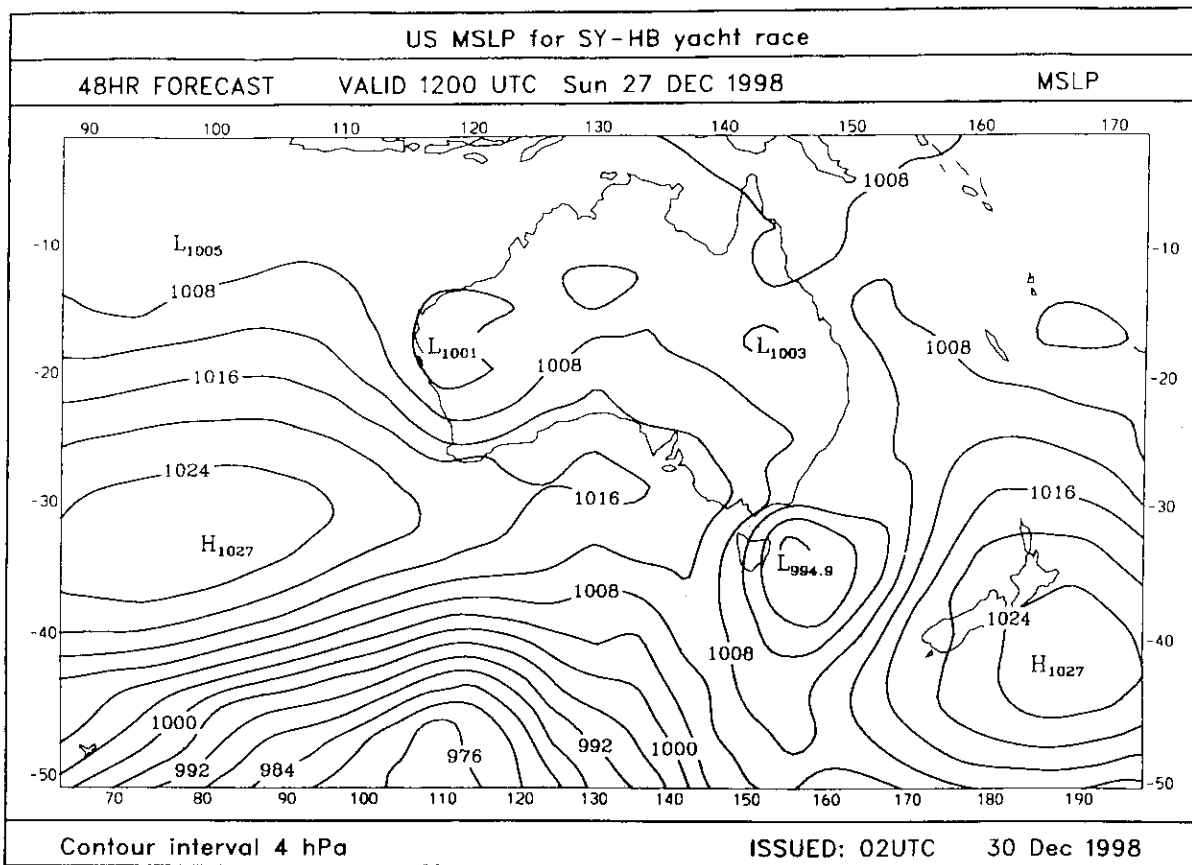 US MSLP for SY-HB yacht race
48HR FORECAST VALID 1200 UTC Sun 27 DEC 1998 MSLP
90 100 110 120 130 140 150 160 170
1008
-10 L1005 -10
1008
L1001 1008 L1003 1008
-20 1016 -20
1024
-30 1016 1016 -30
H1027 L994.9
1008
1024
-40 1008 -40
H1027
1000 1000
992 984 976 992
-50 -50
70 80 90 100 110 120 130 140 150 160 170 180 190
Contour interval 4 hPa ISSUED: 02UTC 30 Dec 1998